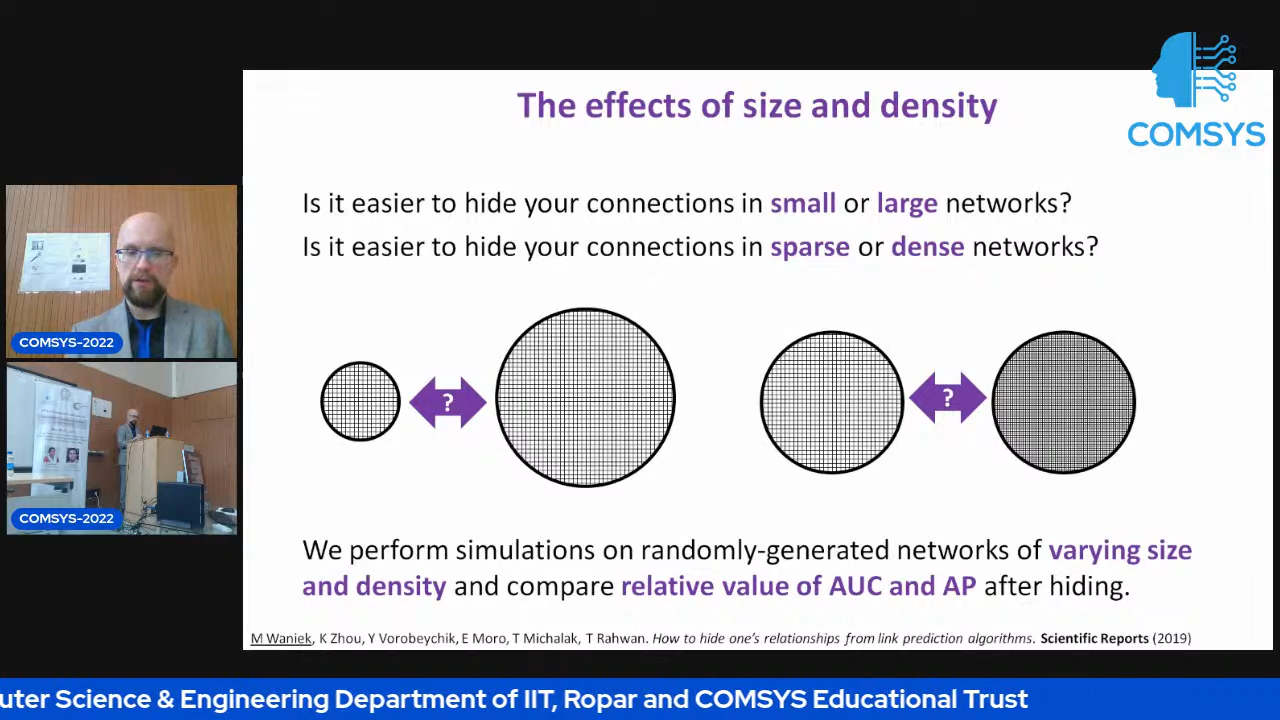 COMSYS
The effects of size and density
Is it easier to hide your connections in small or large networks?
Is it easier to hide your connections in sparse or dense networks?
?
?
We perform simulations on randomly-generated networks of varying size
and density and compare relative value of AUC and AP after hiding.
M Waniek, K Zhou, Y Vorobeychik, E Moro, T Michalak, T Rahwan. How to hide one's relationships from link prediction algorithms. Scientific Reports (2019)
COMSYS-2022
COMSYS-2022
uter Science & Engineering Department of IIT, Ropar and COMSYS Educational Trust